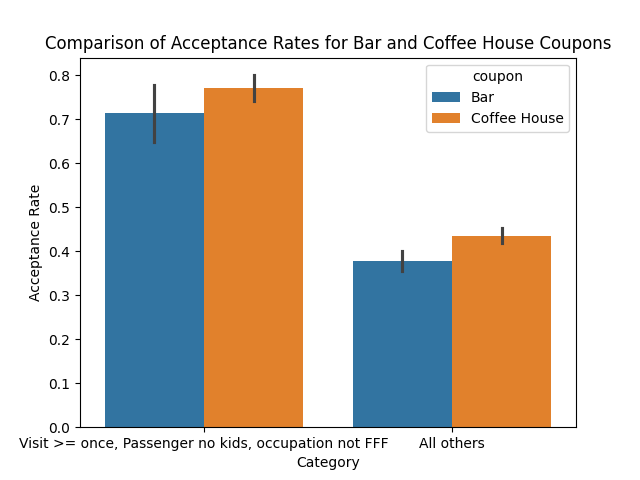 Comparison of Acceptance Rates for Bar and Coffee House Coupons
coupon
Bar
Coffee House
Acceptance Rate
0.8
0.7
0.6
0.5
0.4
0.3
0.2
0.1
0.0
Visit >= once, Passenger no kids, occupation not FFF
All others
Category